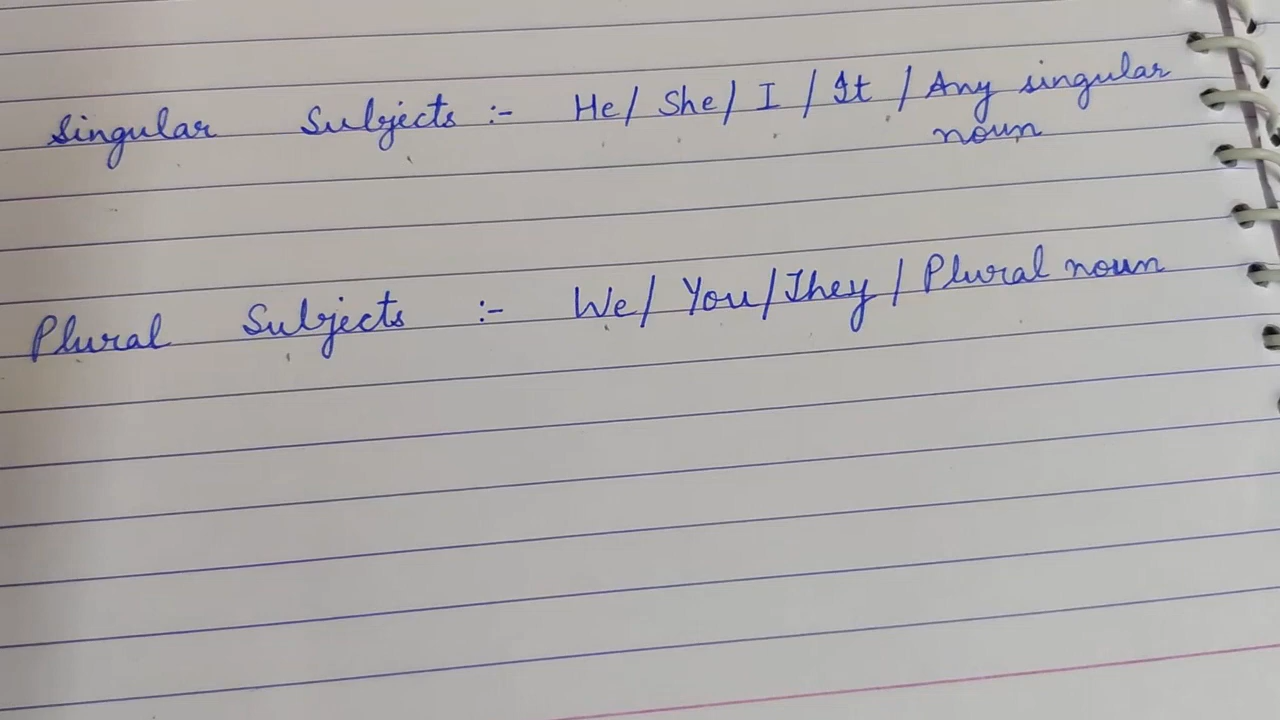 Singular Subjects :- He/ She/ I / It / Any singular
noun
Plural Subjects :- We/ You/They / Plural noun